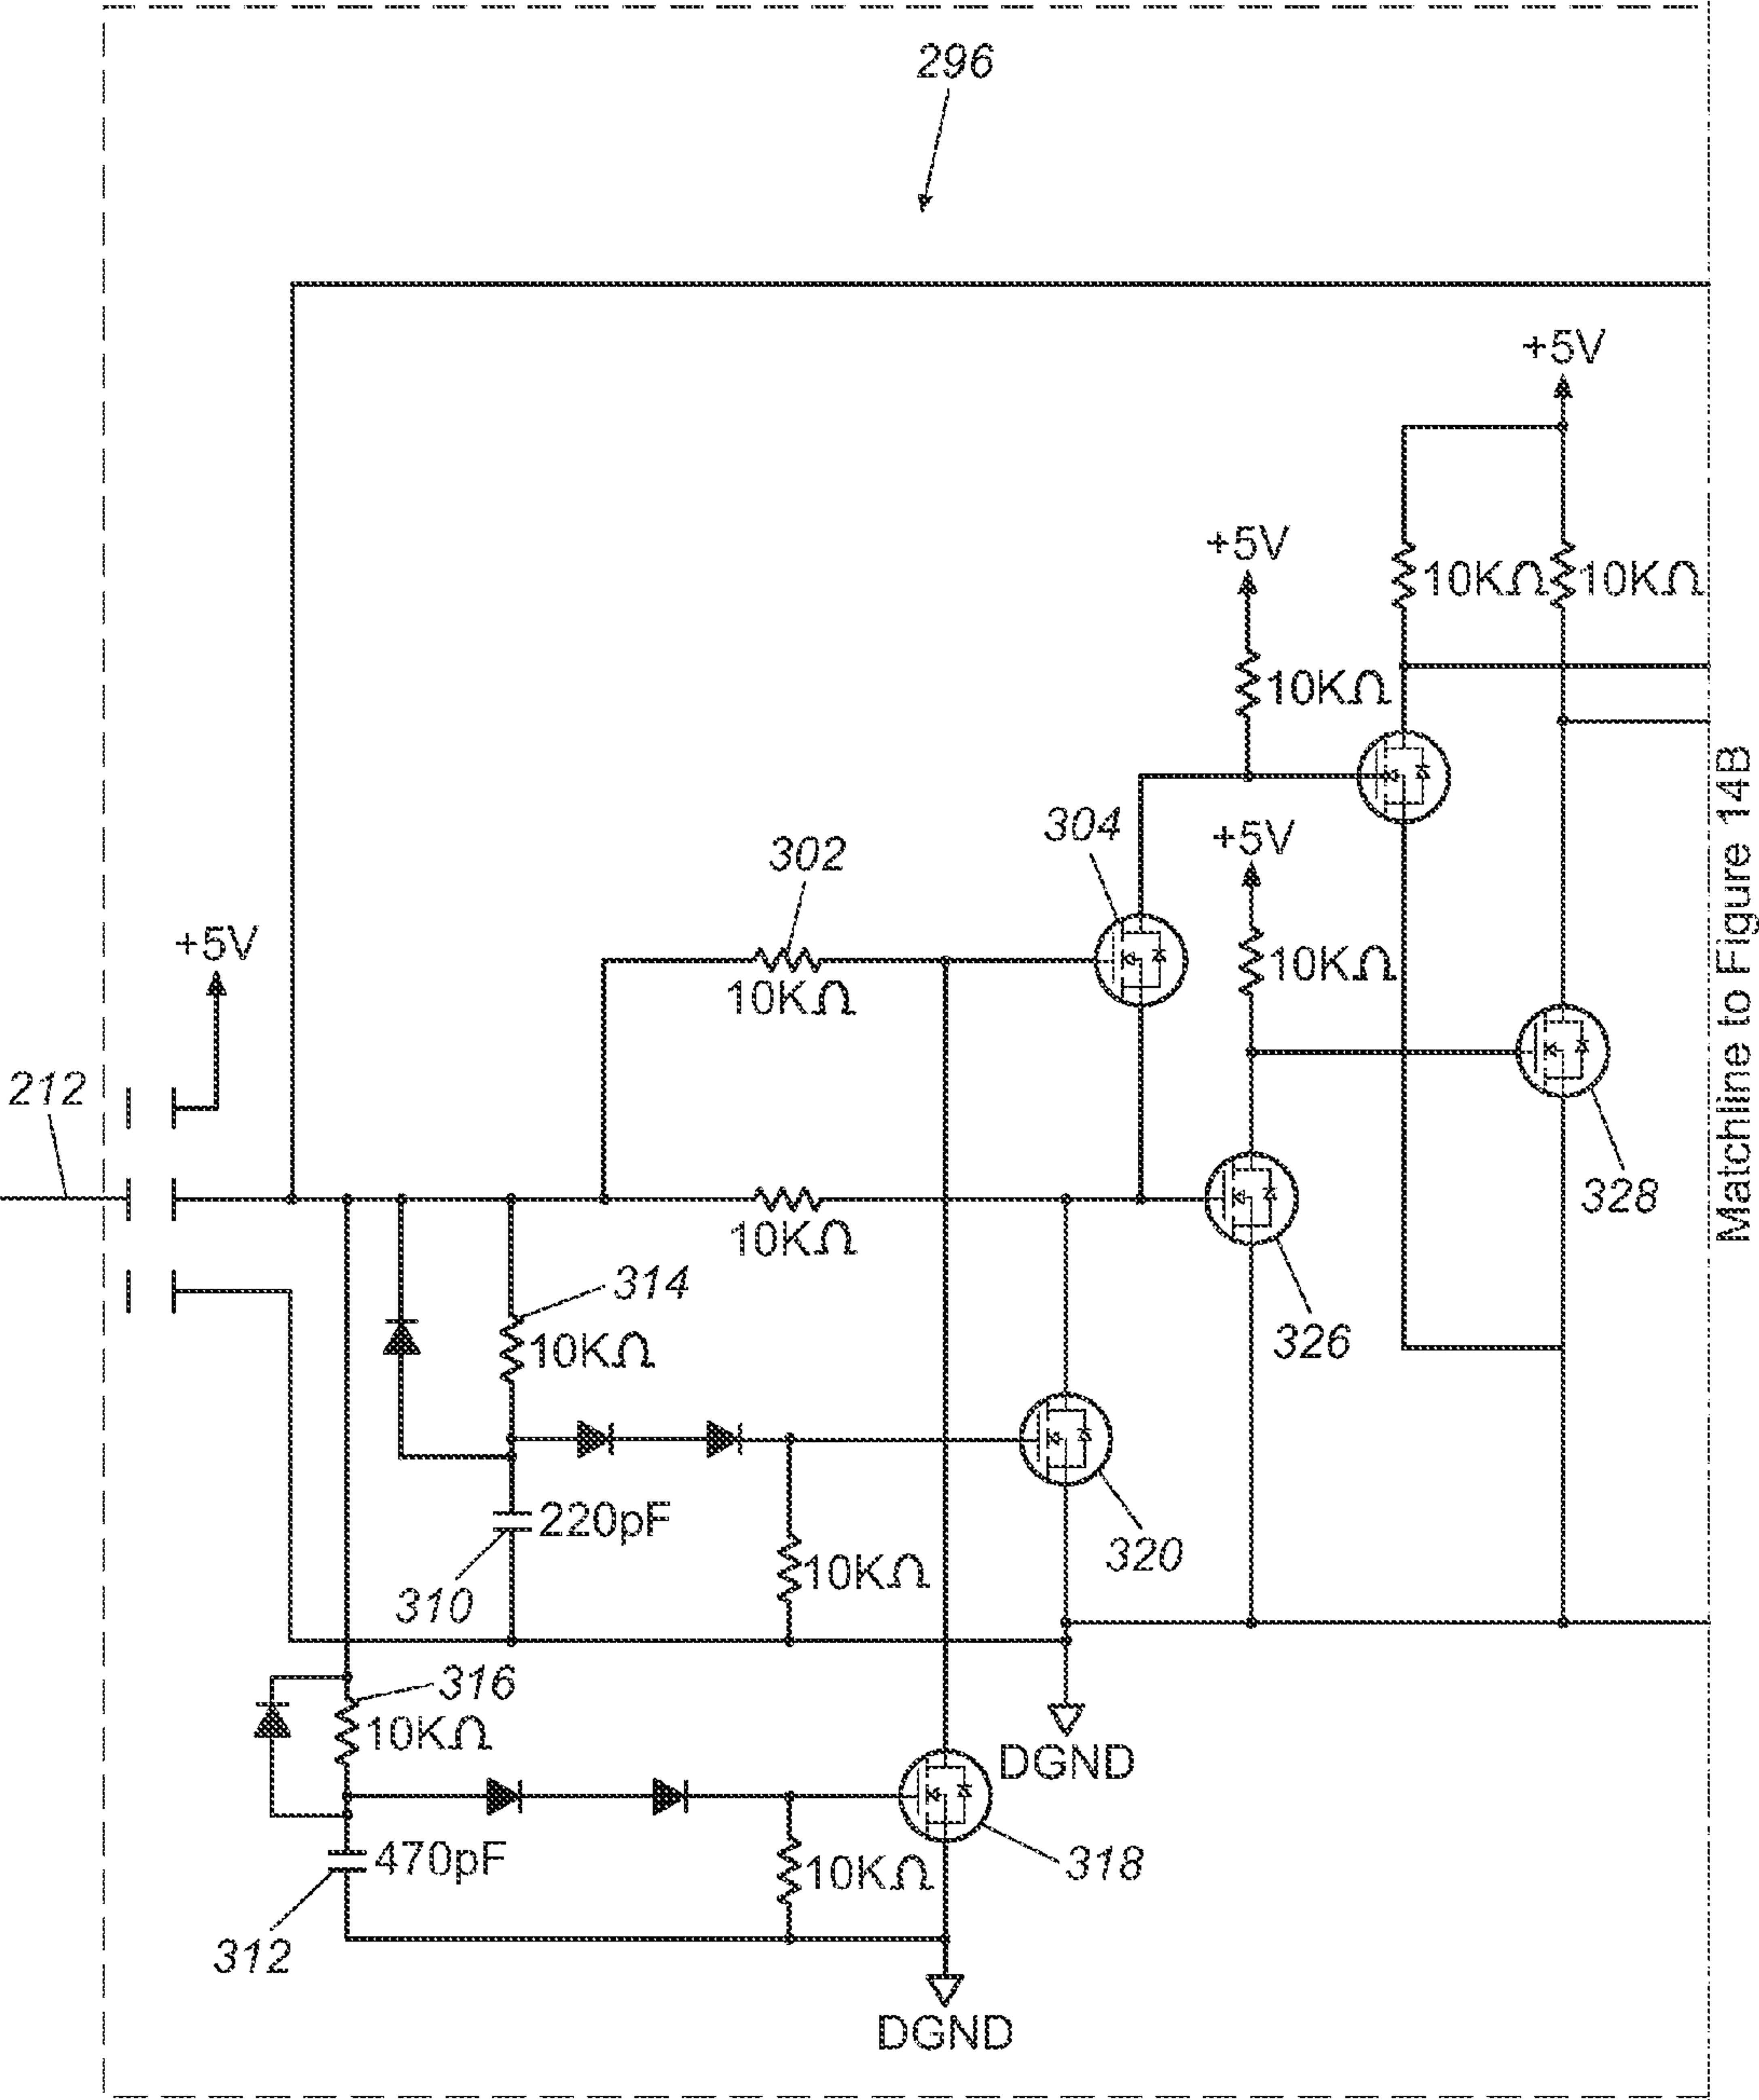 296
+5V
+5V
10KΩ
10KΩ
10KΩ
304
+5V
302
+5V
10KΩ
10KΩ
212
328
10KΩ
314
326
10KΩ
220pF
320
10KΩ
310
316
10KΩ
DGND
470pF
318
10KΩ
312
DGND
Matchline to Figure 14B